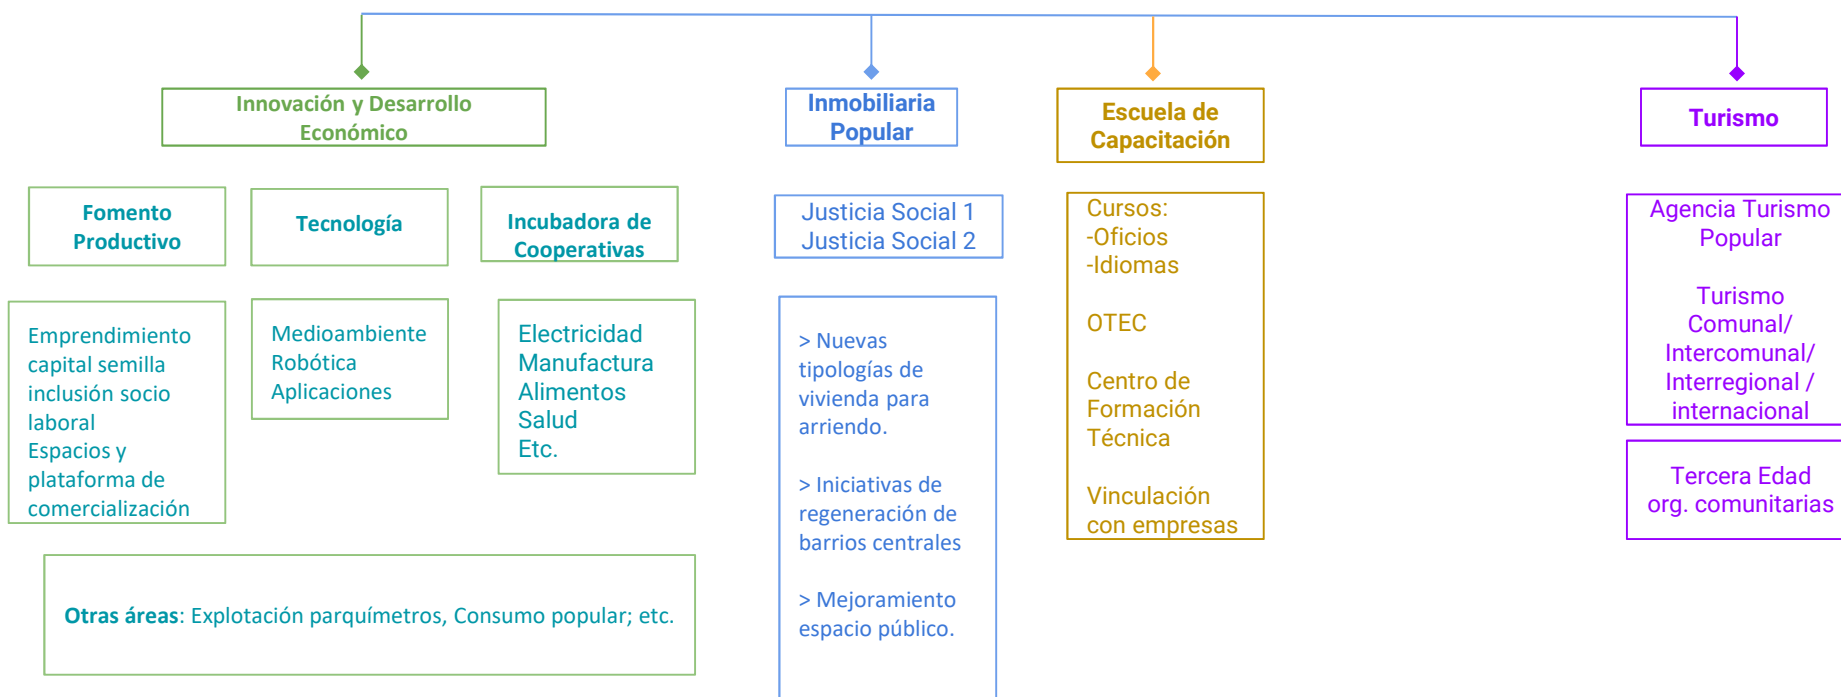 Innovación y Desarrollo
Económico
Inmobiliaria
Popular
Escuela de
Capacitación
Turismo
Fomento
Productivo
Tecnología
Incubadora de
Cooperativas
Justicia Social 1
Justicia Social 2
Cursos:
-Oficios
-Idiomas
OTEC
Centro de
Formación
Técnica
Vinculación
con empresas
Agencia Turismo
Popular
Turismo
Comunal/
Intercomunal/
Interregional /
internacional
Emprendimiento
capital semilla
inclusión socio
laboral
Espacios y
plataforma de
comercialización
Medioambiente
Robótica
Aplicaciones
Electricidad
Manufactura
Alimentos
Salud
Etc.
> Nuevas
tipologías de
vivienda para
arriendo.
> Iniciativas de
regeneración de
barrios centrales
> Mejoramiento
espacio público.
Tercera Edad
org. comunitarias
Otras áreas: Explotación parquímetros, Consumo popular; etc.